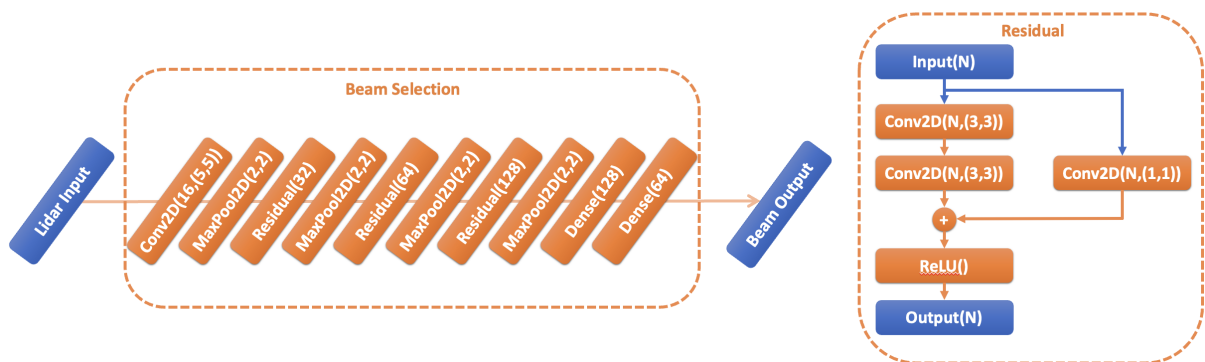 Beam Selection
Lidar Input
Conv2D(16,(5,5))
MaxPool2D(2,2)
Residual(32)
MaxPool2D(2,2)
Residual(64)
MaxPool2D(2,2)
Residual(128)
MaxPool2D(2,2)
Dense(128)
Dense(64)
Beam Output
Residual
Input(N)
Conv2D(N,(3,3))
Conv2D(N,(3,3))
Conv2D(N,(1,1))
+
ReLU()
Output(N)